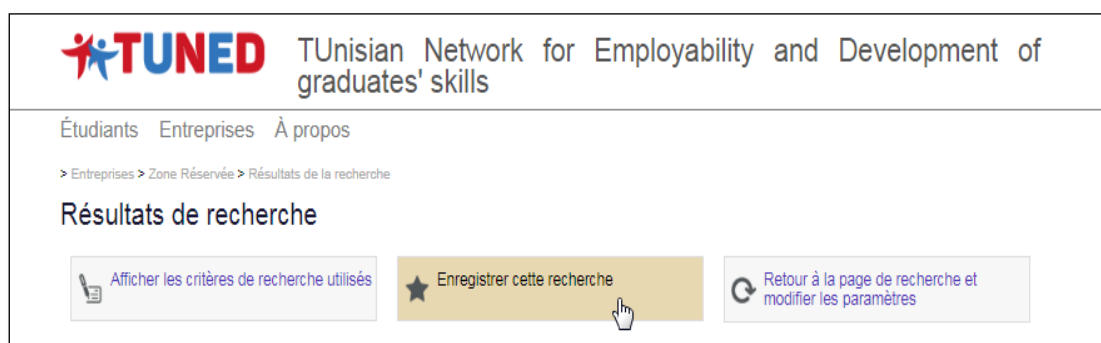 TUNED
TUnisian Network for Employability and Development of
graduates' skills
Étudiants Entreprises À propos
> Entreprises > Zone Réservée > Résultats de la recherche
Résultats de recherche
Afficher les critères de recherche utilisés
Enregistrer cette recherche
Retour à la page de recherche et
modifier les paramètres